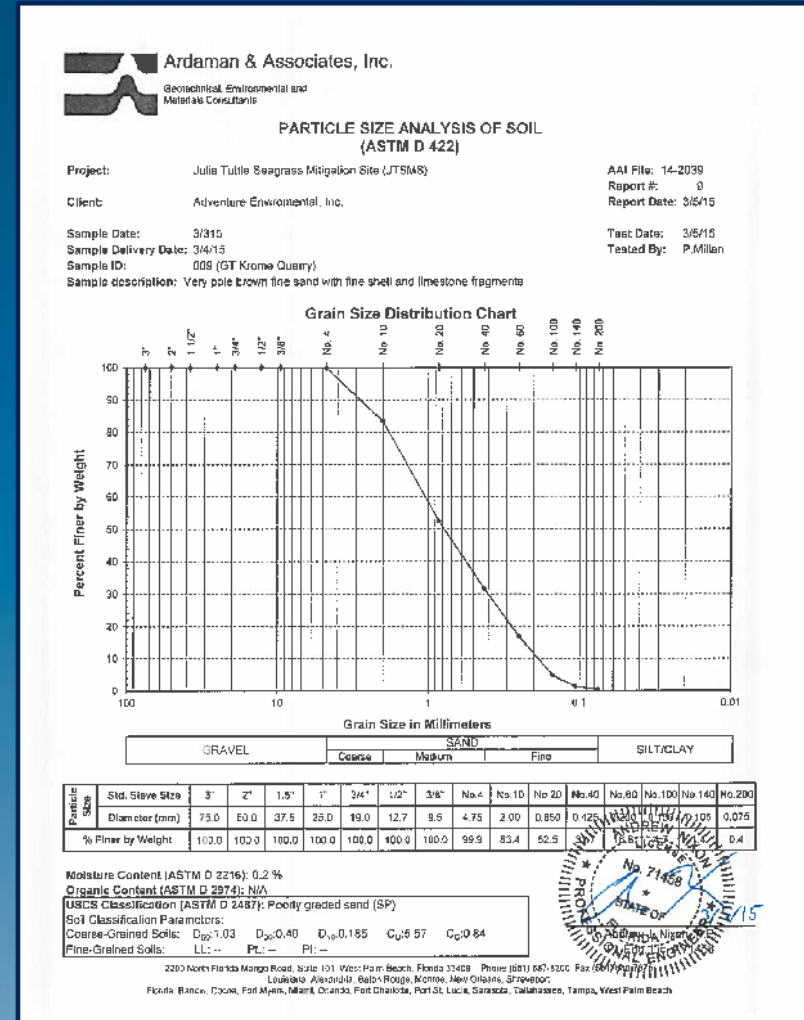 Ardaman & Associates, Inc.
Geotechnical, Environmental and
Materials Consultants
PARTICLE SIZE ANALYSIS OF SOIL
(ASTM D 422)
Project: Julia Tuttle Seagrass Mitigation Site (JTSMS)
AAI File: 14-2039
Report #: 9
Client: Adventure Enviromental, Inc.
Report Date: 3/5/15
Sample Date: 3/315
Test Date: 3/5/15
Sample Delivery Date: 3/4/15
Tested By: P.Millan
Sample ID: 009 (GT Krome Quarry)
Sample description: Very pale brown fine sand with fine shell and limestone fragments
Grain Size Distribution Chart
3" 2" 1 1/2" 1" 3/4" 1/2" 3/8" No. 4 No. 10 No. 20 No. 40 No. 60 No. 100 No. 140 No. 200
Percent Finer by Weight
100
90
80
70
60
50
40
30
20
10
0
100 10 1 0.1 0.01
Grain Size in Millimeters
GRAVEL SAND SILT/CLAY
Coarse Medium Fine
Particle Size
Std. Sieve Size 3" 2" 1.5" 1" 3/4" 1/2" 3/8" No.4 No.10 No 20 No.40 No.60 No.100 No.140 No.200
Diameter (mm) 75.0 50.0 37.5 25.0 19.0 12.7 9.5 4.75 2.00 0.850 0.425 0.105 0.075
% Finer by Weight 100.0 100.0 100.0 100.0 100.0 100.0 100.0 99.9 83.4 52.5 0.4
Moisture Content (ASTM D 2216): 0.2 %
Organic Content (ASTM D 2974): N/A
USCS Classification (ASTM D 2487): Poorly graded sand (SP)
Soil Classification Parameters:
Coarse-Grained Soils: D60:1.03 D30:0.40 D10:0.185 CU:5.57 CC:0.84
Fine-Grained Soils: LL: -- PL: -- PI: --
ANDREW NIXON
LICENSE
No. 71458
STATE OF
FLORIDA
PROFESSIONAL ENGINEER
2200 North Florida Mango Road, Suite 101, West Palm Beach, Florida 33409 Phone (561) 687-8200 Fax
Louisiana: Alexandria, Baton Rouge, Monroe, New Orleans, Shreveport
Florida: Bartow, Cocoa, Fort Myers, Miami, Orlando, Port Charlotte, Port St. Lucie, Sarasota, Tallahassee, Tampa, West Palm Beach